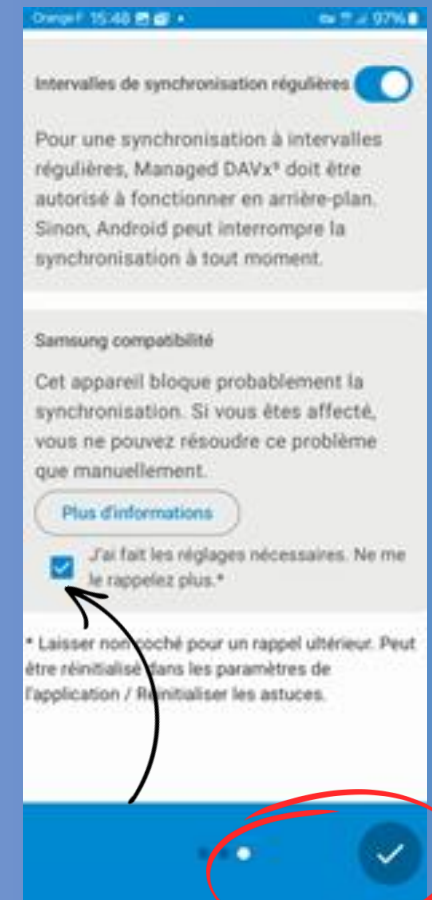 Orange F 15:48
97%
Intervalles de synchronisation régulières
Pour une synchronisation à intervalles
régulières, Managed DAVx⁵ doit être
autorisé à fonctionner en arrière-plan.
Sinon, Android peut interrompre la
synchronisation à tout moment.
Samsung compatibilité
Cet appareil bloque probablement la
synchronisation. Si vous êtes affecté,
vous ne pouvez résoudre ce problème
que manuellement.
Plus d'informations
J'ai fait les réglages nécessaires. Ne me
le rappelez plus.*
* Laisser non coché pour un rappel ultérieur. Peut
être réinitialisé dans les paramètres de
l'application / Réinitialiser les astuces.